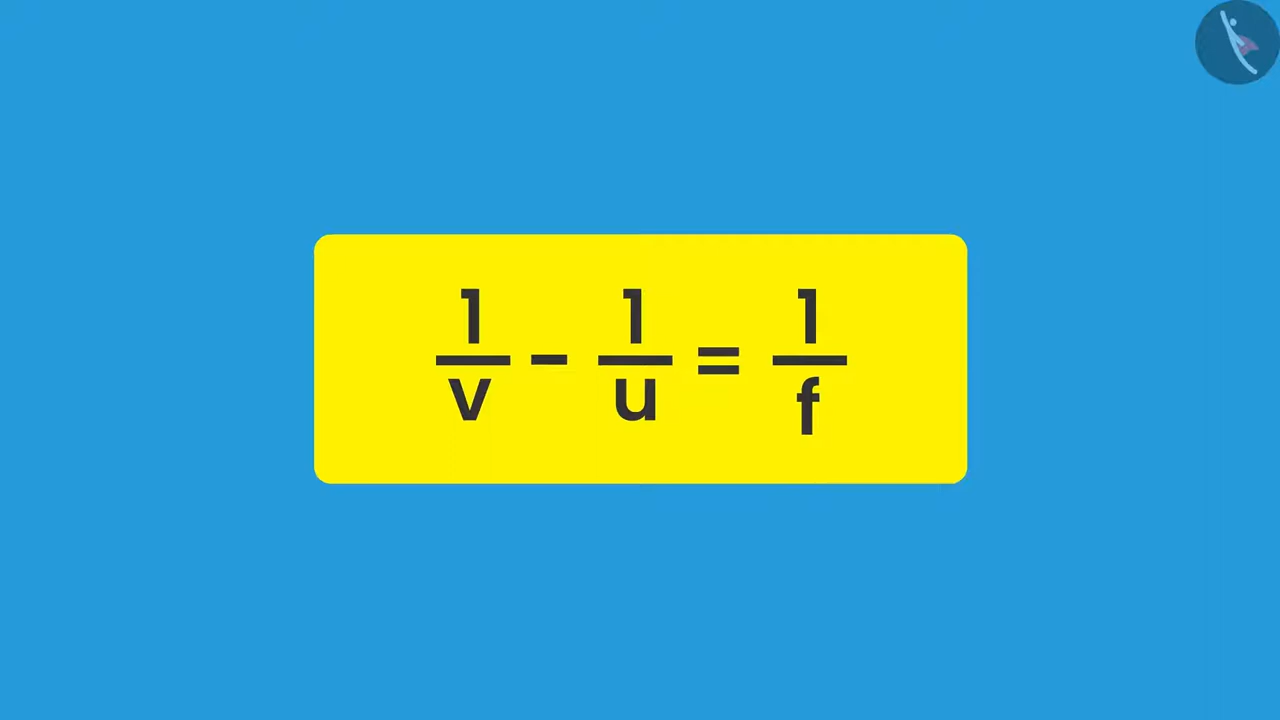 1/v - 1/u = 1/f